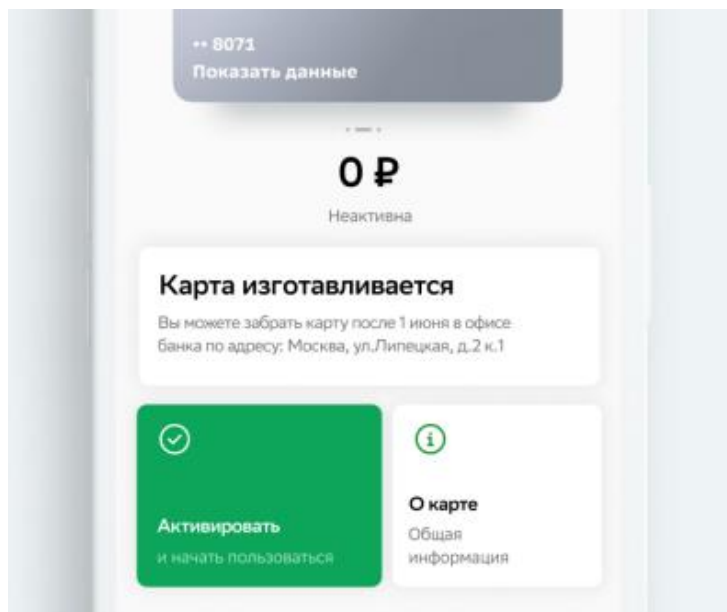 •• 8071
Показать данные
0 ₽
Неактивна
Карта изготавливается
Вы можете забрать карту после 1 июня в офисе
банка по адресу: Москва, ул.Липецкая, д.2 к.1
Активировать
и начать пользоваться
О карте
Общая
информация